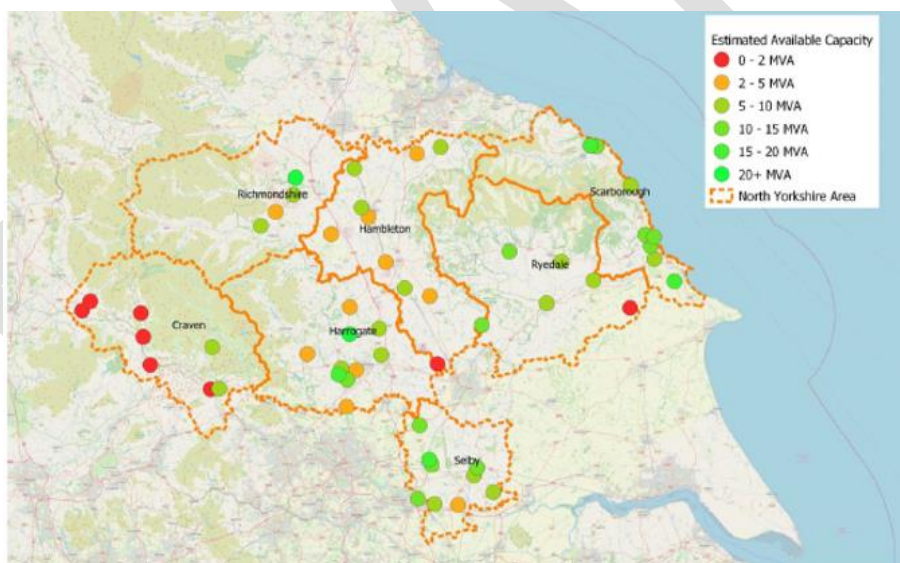 Estimated Available Capacity
0 - 2 MVA
2 - 5 MVA
5 - 10 MVA
10 - 15 MVA
15 - 20 MVA
20+ MVA
North Yorkshire Area
Richmondshire
Scarborough
Hambleton
Ryedale
Craven
Harrogate
Selby